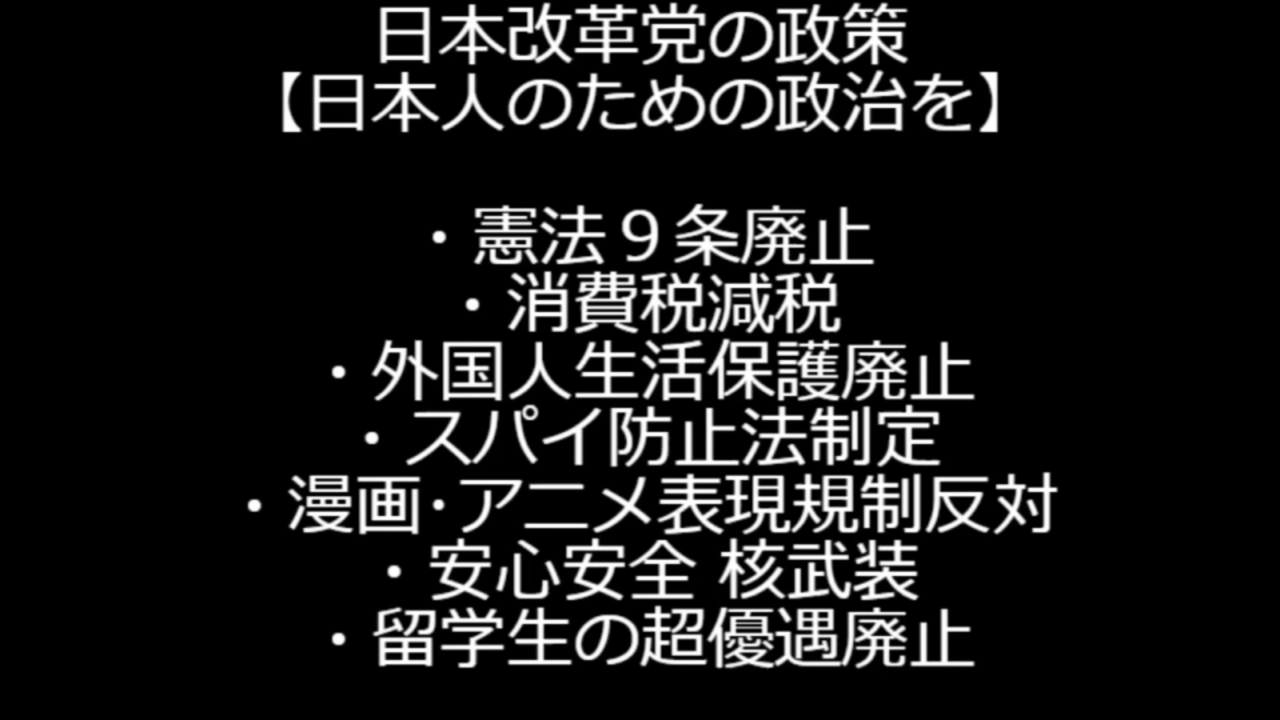 日本改革党の政策
【日本人のための政治を】
・憲法９条廃止
・消費税減税
・外国人生活保護廃止
・スパイ防止法制定
・漫画･アニメ表現規制反対
・安心安全 核武装
・留学生の超優遇廃止